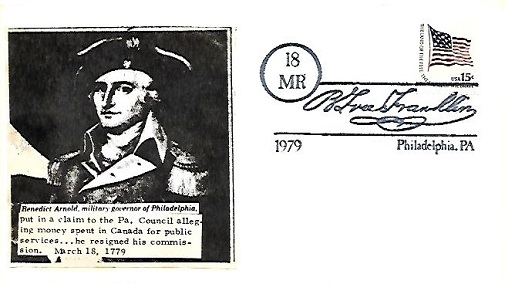 Benedict Arnold, military governor of Philadelphia,
put in a claim to the Pa. Council alleg-
ing money spent in Canada for public
services...he resigned his commis-
sion. March 18, 1779
18
MR
USA 15c
B Free Franklin
1979
Philadelphia, PA